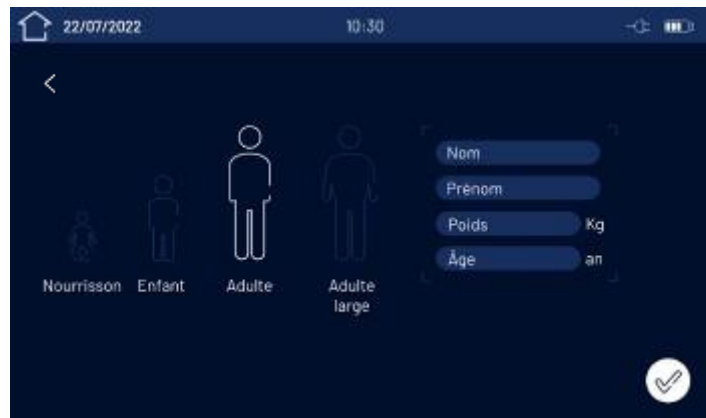 22/07/2022 10:30
Nom
Prénom
Poids Kg
Âge an
Nourrisson Enfant Adulte Adulte
large